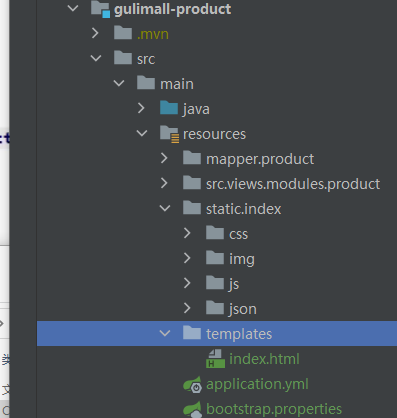 gulimall-product
.mvn
src
main
java
resources
mapper.product
src.views.modules.product
static.index
css
img
js
json
templates
index.html
application.yml
bootstrap.properties